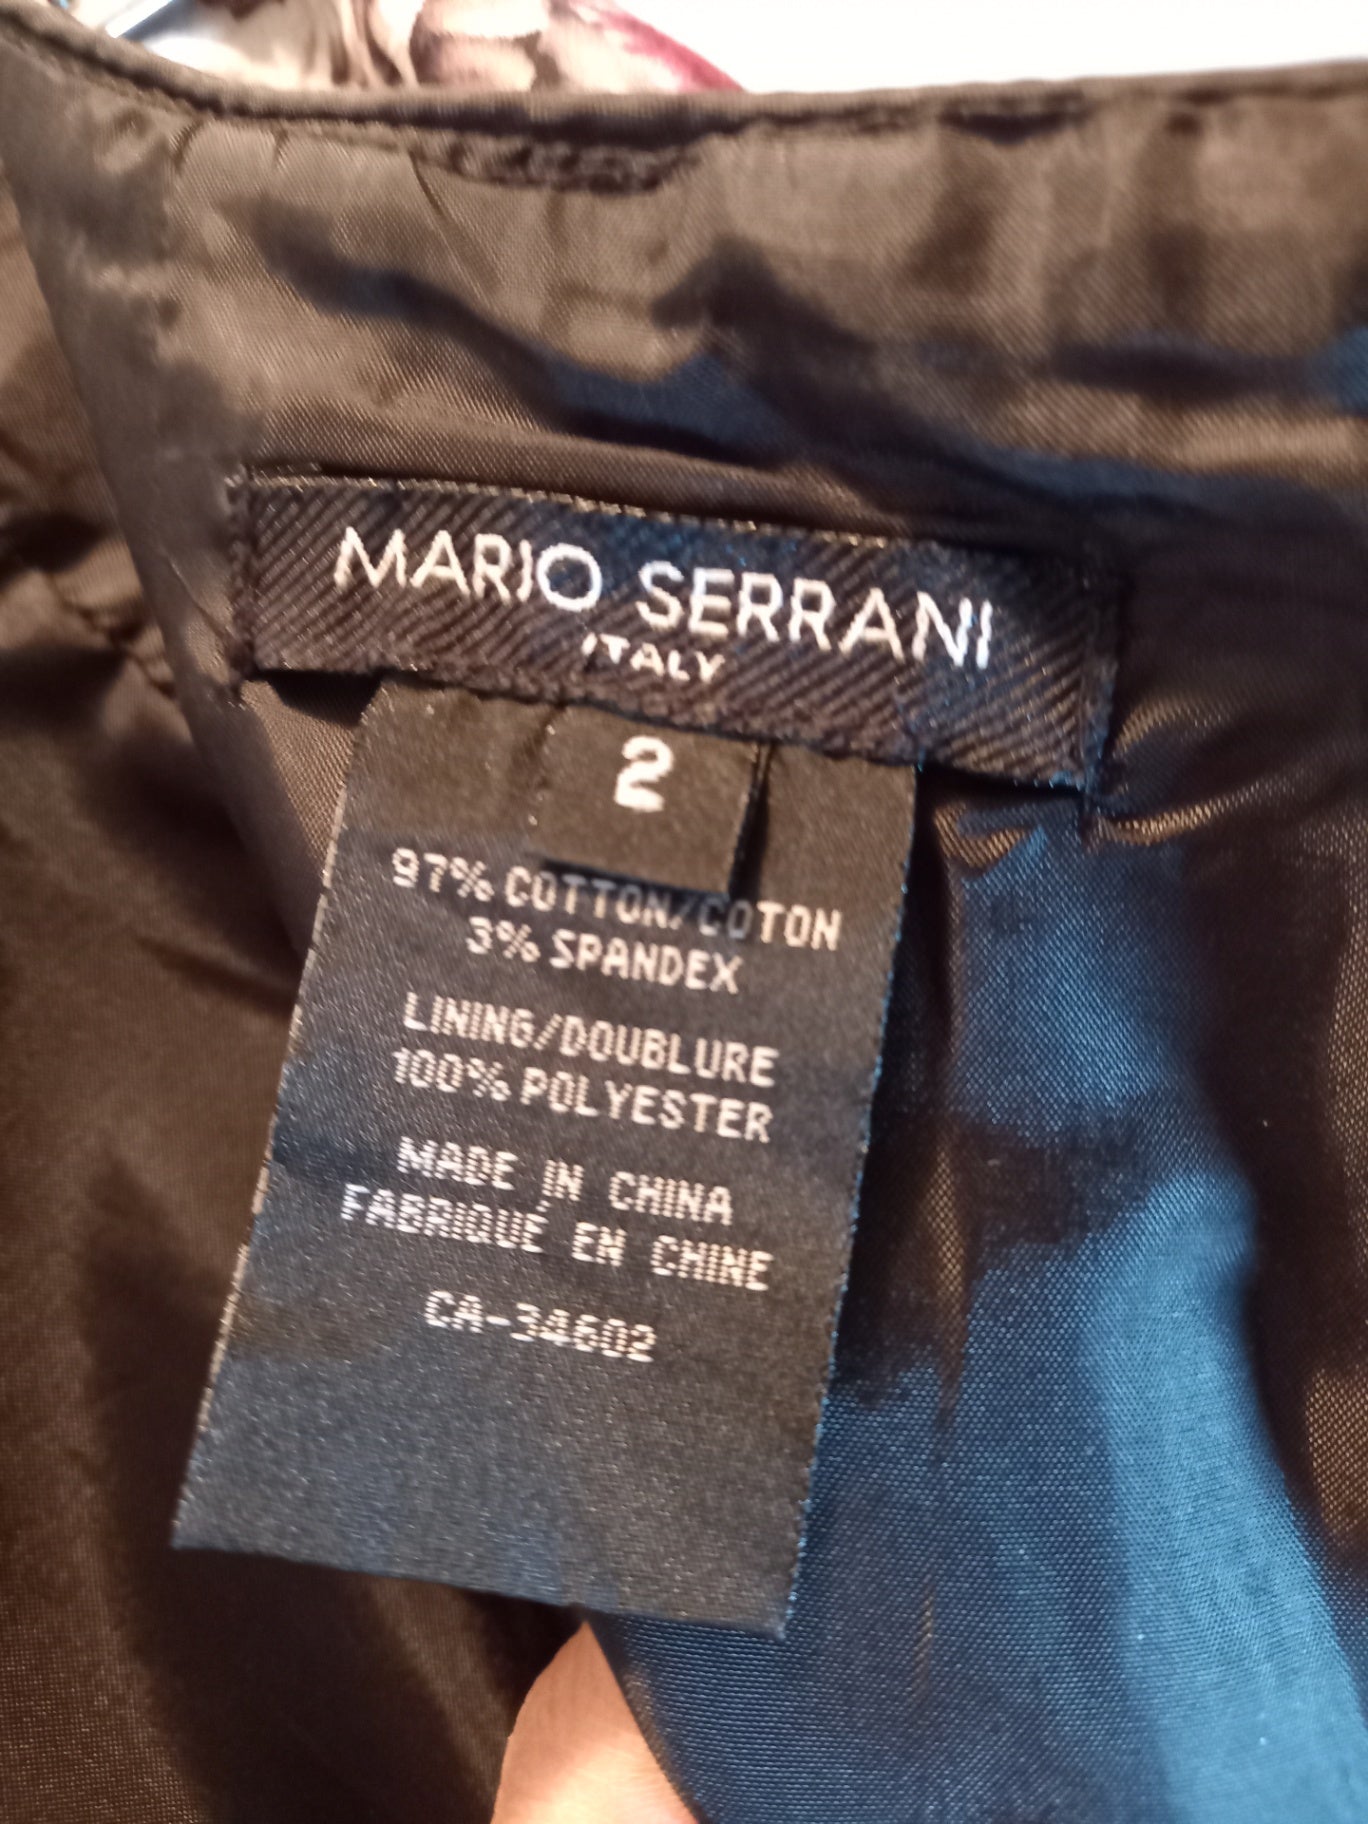 MARIO SERRANI
ITALY
2
97% COTTON/COTON
3% SPANDEX
LINING/DOUBLURE
100% POLYESTER
MADE IN CHINA
FABRIQUE EN CHINE
CA-34602